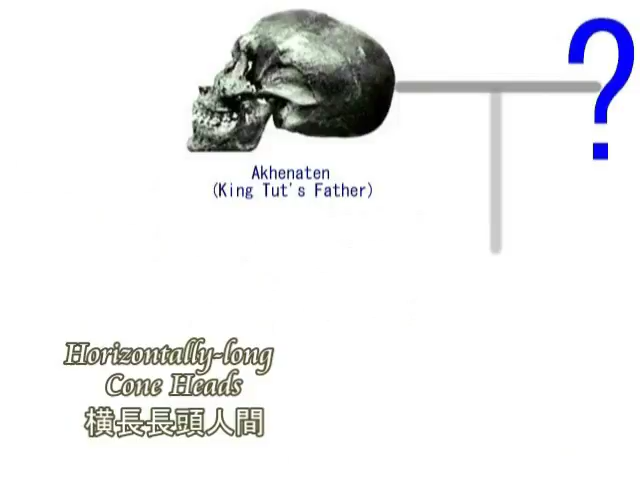 ?
Akhenaten
(King Tut's Father)
Horizontally-long
Cone Heads
横長長頭人間